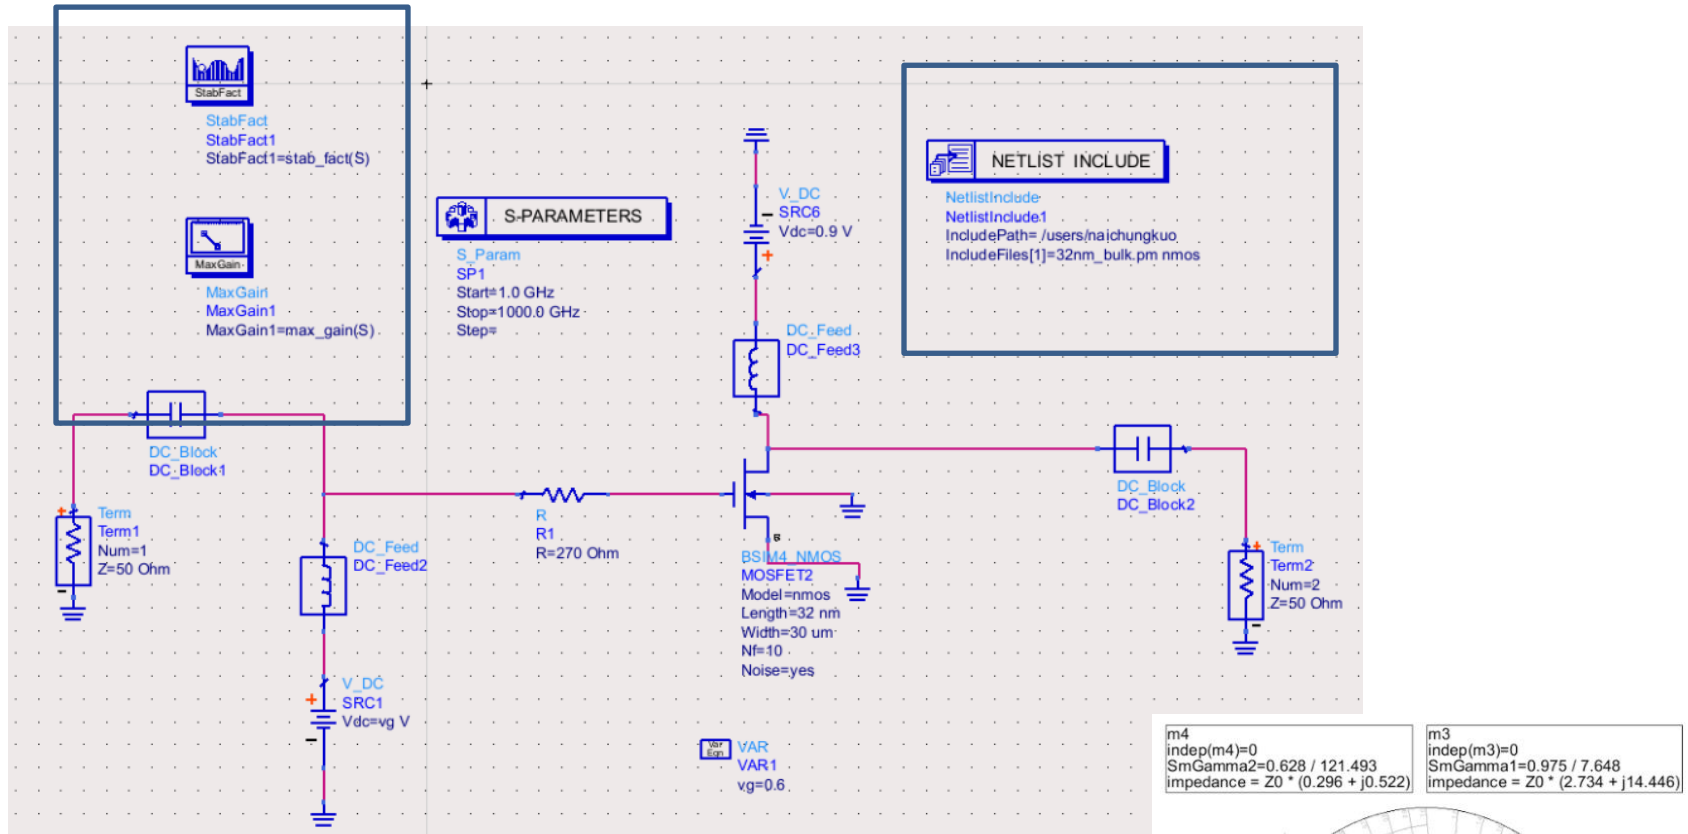 StabFact
StabFact
StabFact1
StabFact1=stab_fact(S)
MaxGain
MaxGain
MaxGain1
MaxGain1=max_gain(S)
S-PARAMETERS
S_Param
SP1
Start=1.0 GHz
Stop=1000.0 GHz
Step=
V_DC
SRC6
Vdc=0.9 V
DC_Feed
DC_Feed3
NETLIST INCLUDE
NetlistInclude
NetlistInclude1
IncludePath=./users/naichungkuo
IncludeFiles[1]=32nm_bulk.pm nmos
DC_Block
DC_Block1
Term
Term1
Num=1
Z=50 Ohm
DC_Feed
DC_Feed2
R
R1
R=270 Ohm
BSIM4_NMOS
MOSFET2
Model=nmos
Length=32 nm
Width=30 um
Nf=10
Noise=yes
DC_Block
DC_Block2
Term
Term2
Num=2
Z=50 Ohm
V_DC
SRC1
Vdc=vg V
Var
Eqn
VAR
VAR1
vg=0.6
m4
indep(m4)=0
SmGamma2=0.628 / 121.493
impedance = Z0 * (0.296 + j0.522)
m3
indep(m3)=0
SmGamma1=0.975 / 7.648
impedance = Z0 * (2.734 + j14.446)